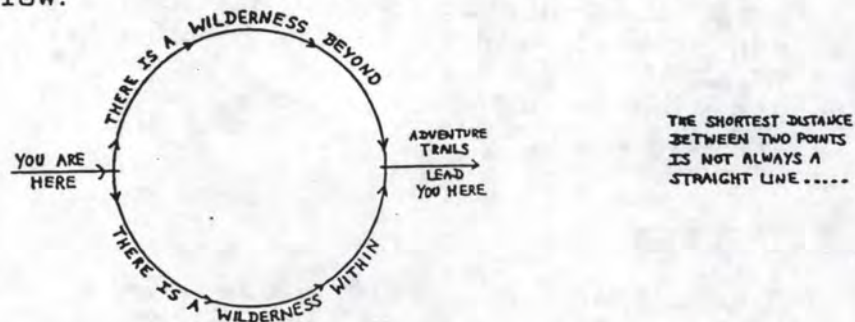 THERE IS A WILDERNESS BEYOND
YOU ARE
HERE
ADVENTURE
TRAILS
LEAD
YOU HERE
THERE IS A WILDERNESS WITHIN
THE SHORTEST DISTANCE
BETWEEN TWO POINTS
IS NOT ALWAYS A
STRAIGHT LINE.....